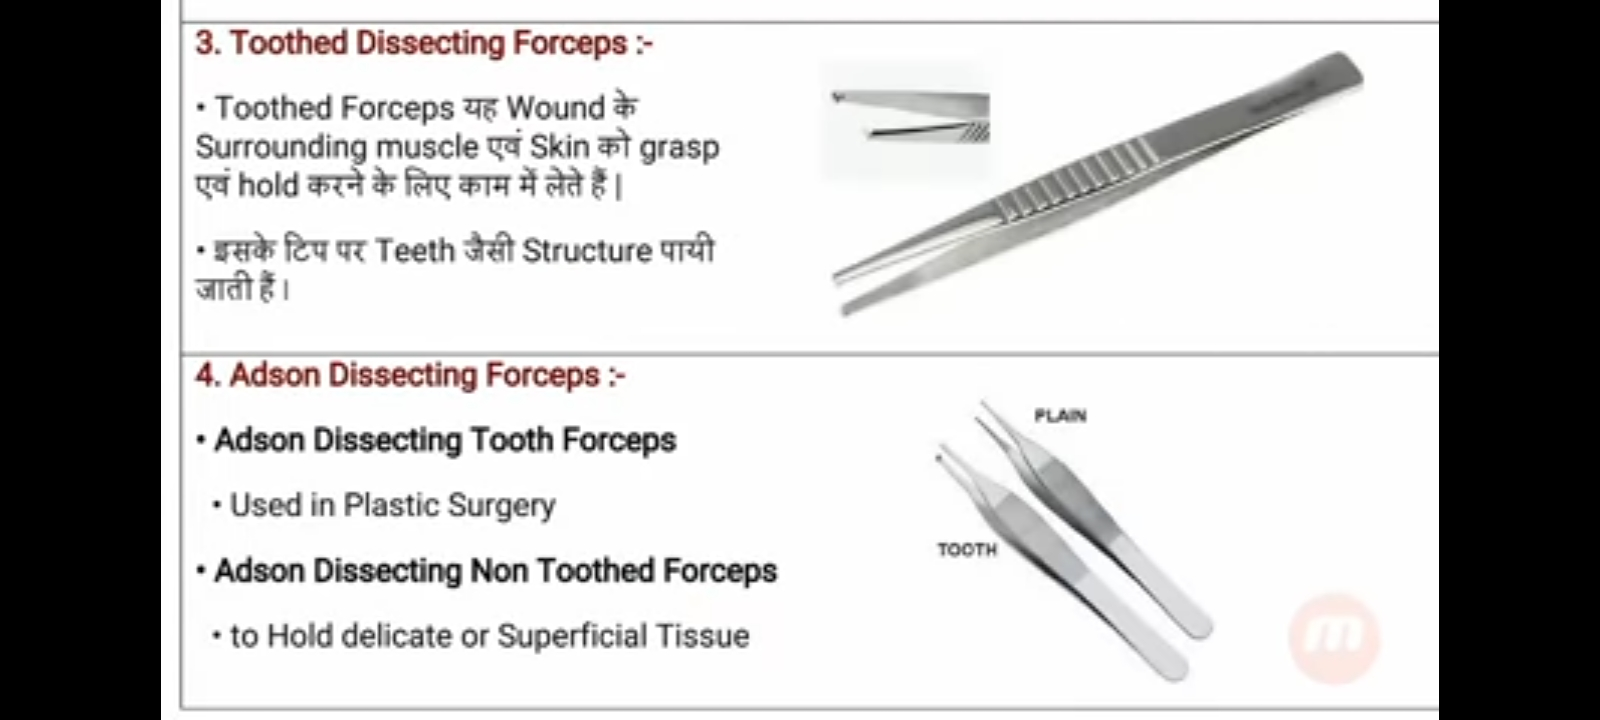 3. Toothed Dissecting Forceps :-
• Toothed Forceps यह Wound के
Surrounding muscle एवं Skin को grasp
एवं hold करने के लिए काम में लेते हैं |
• इसके टिप पर Teeth जैसी Structure पायी
जाती हैं।
4. Adson Dissecting Forceps :-
• Adson Dissecting Tooth Forceps
• Used in Plastic Surgery
• Adson Dissecting Non Toothed Forceps
• to Hold delicate or Superficial Tissue
PLAIN
TOOTH
m